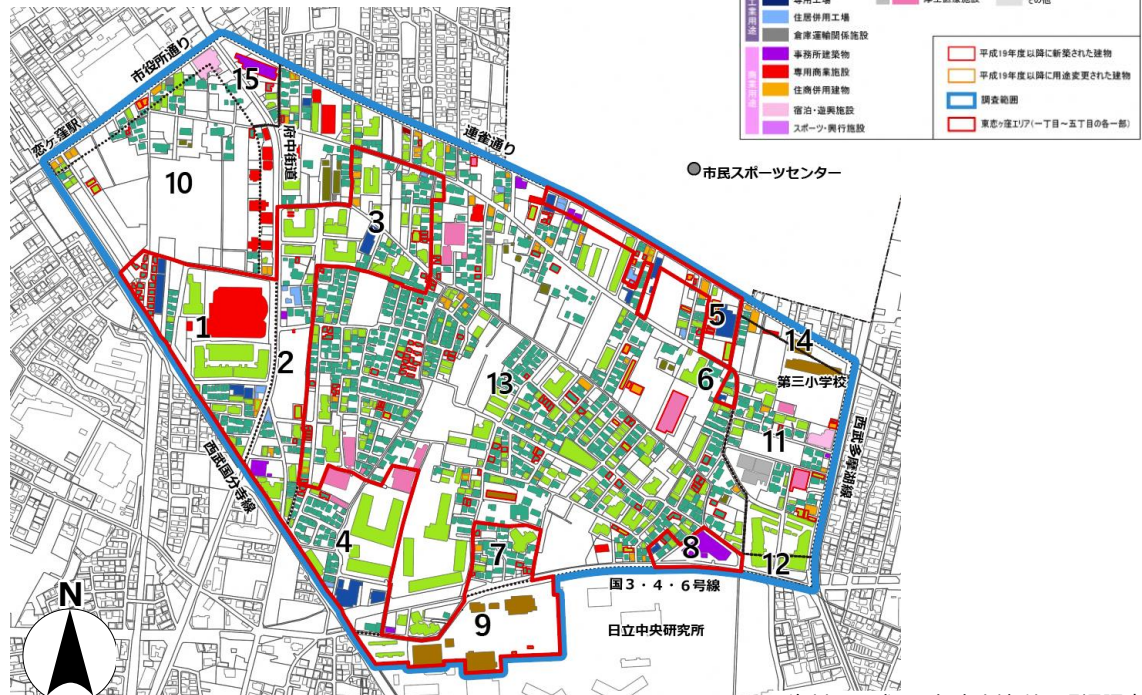 工業用途
住居併用工場
倉庫運輸関係施設
商業用途
事務所建築物
専用商業施設
住商併用建物
宿泊・遊興施設
スポーツ・興行施設
平成19年度以降に新築された建物
平成19年度以降に用途変更された建物
調査範囲
東恋ヶ窪エリア(一丁目~五丁目の各一部)
市役所通り
15
恋ヶ窪駅
府中街道
連雀通り
市民スポーツセンター
10
3
1
2
5
14
第三小学校
6
13
11
西武多摩湖線
西武国分寺線
4
7
8
12
国3・4・6号線
9
日立中央研究所
N